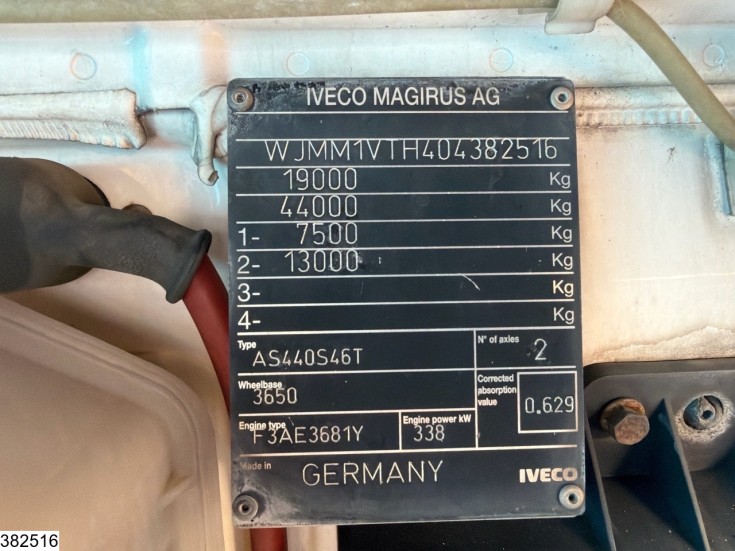 IVECO MAGIRUS AG
WJMM1VTH404382516
19000 Kg
44000 Kg
1- 7500 Kg
2- 13000 Kg
3- Kg
4- Kg
Type AS440S46T N° of axles 2
Wheelbase 3650 Corrected absorption value 0.629
Engine type F3AE3681Y Engine power kW 338
Made in GERMANY IVECO
382516